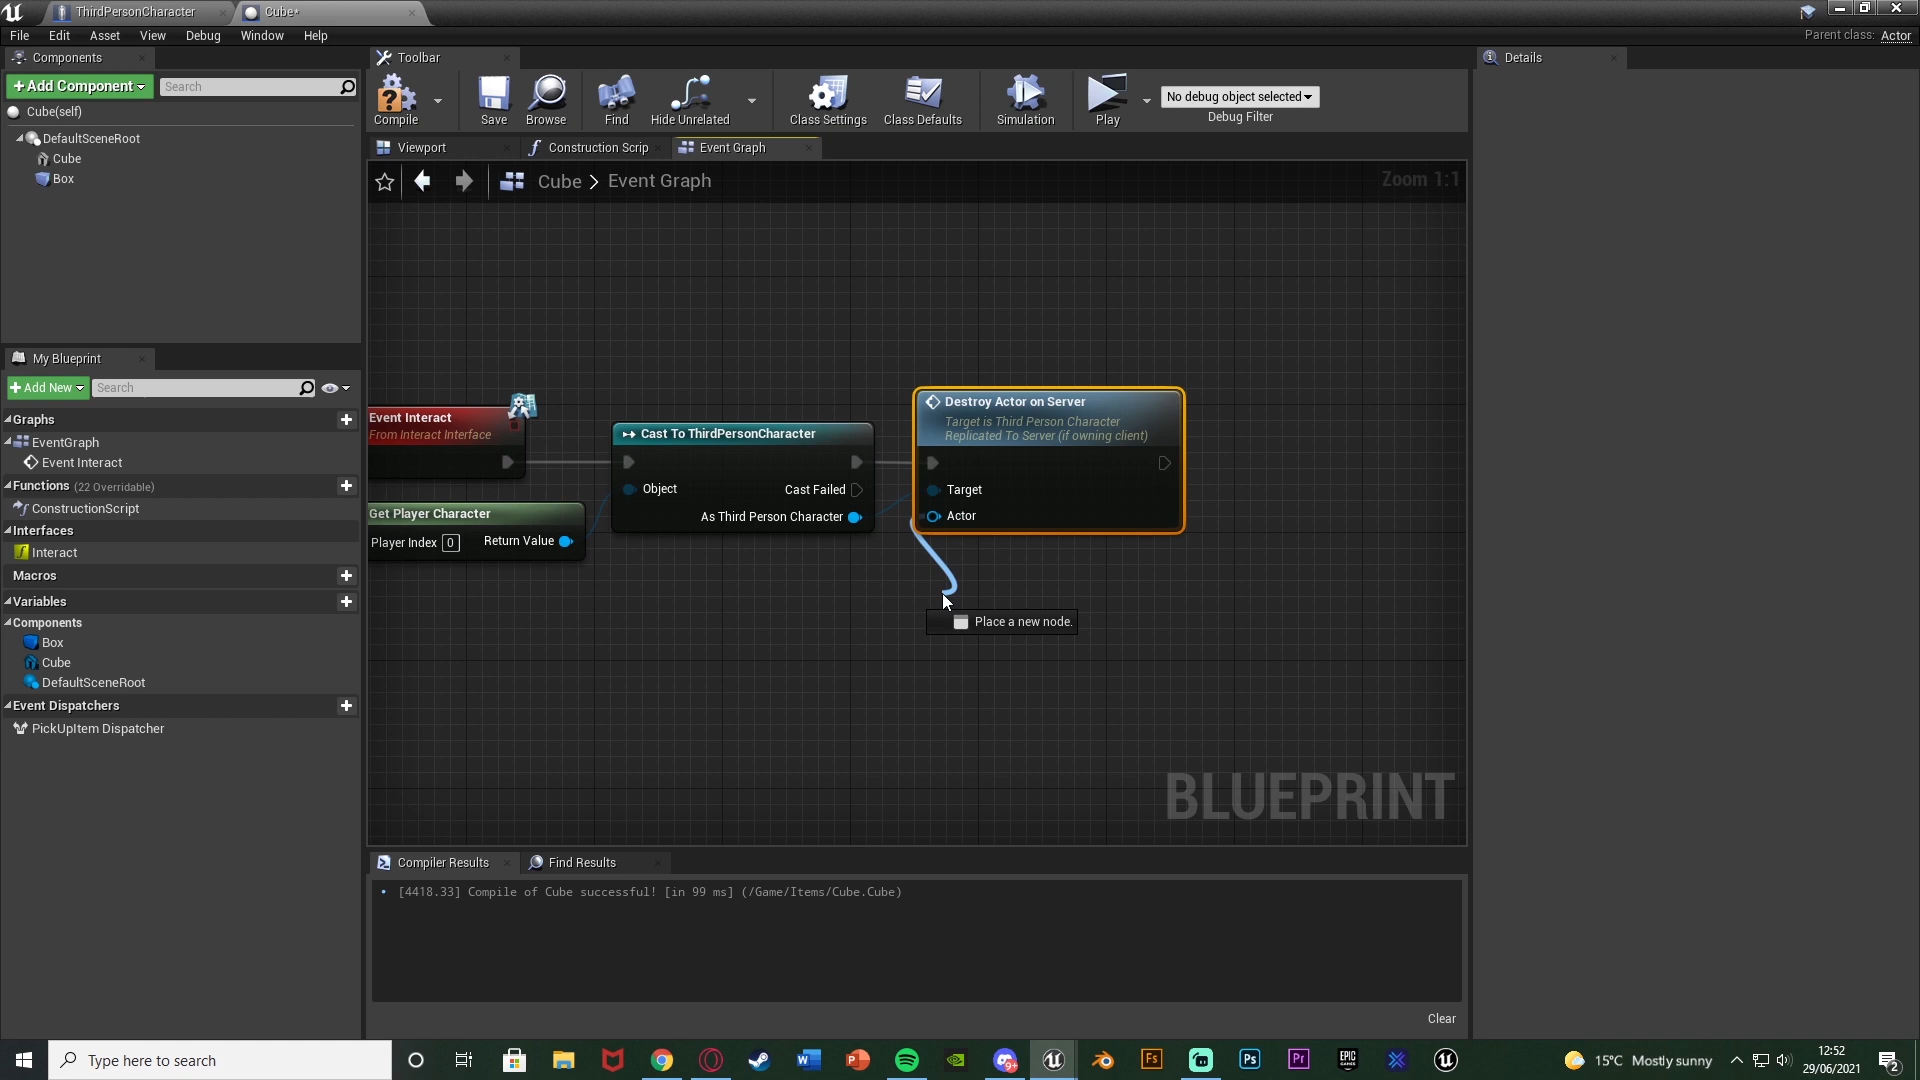 ThirdPersonCharacter
Cube*
File Edit Asset View Debug Window Help
Parent class: Actor
Components
+Add Component
Search
Cube(self)
DefaultSceneRoot
Cube
Box
Toolbar
Compile
Save
Browse
Find
Hide Unrelated
Class Settings
Class Defaults
Simulation
Play
No debug object selected
Debug Filter
Viewport
Construction Scrip
Event Graph
Cube > Event Graph
Zoom 1:1
Event Interact
From Interact Interface
Get Player Character
Player Index 0
Return Value
Cast To ThirdPersonCharacter
Object
Cast Failed
As Third Person Character
Destroy Actor on Server
Target is Third Person Character
Replicated To Server (if owning client)
Target
Actor
Place a new node.
BLUEPRINT
My Blueprint
+Add New
Search
Graphs
EventGraph
Event Interact
Functions (22 Overridable)
ConstructionScript
Interfaces
Interact
Macros
Variables
Components
Box
Cube
DefaultSceneRoot
Event Dispatchers
PickUpItem Dispatcher
Compiler Results
Find Results
[4418.33] Compile of Cube successful! [in 99 ms] (/Game/Items/Cube.Cube)
Clear
Details
Type here to search
W
P
9+
Fs
Ps
Pr
EPIC GAMES
15°C Mostly sunny
12:52
29/06/2021
2